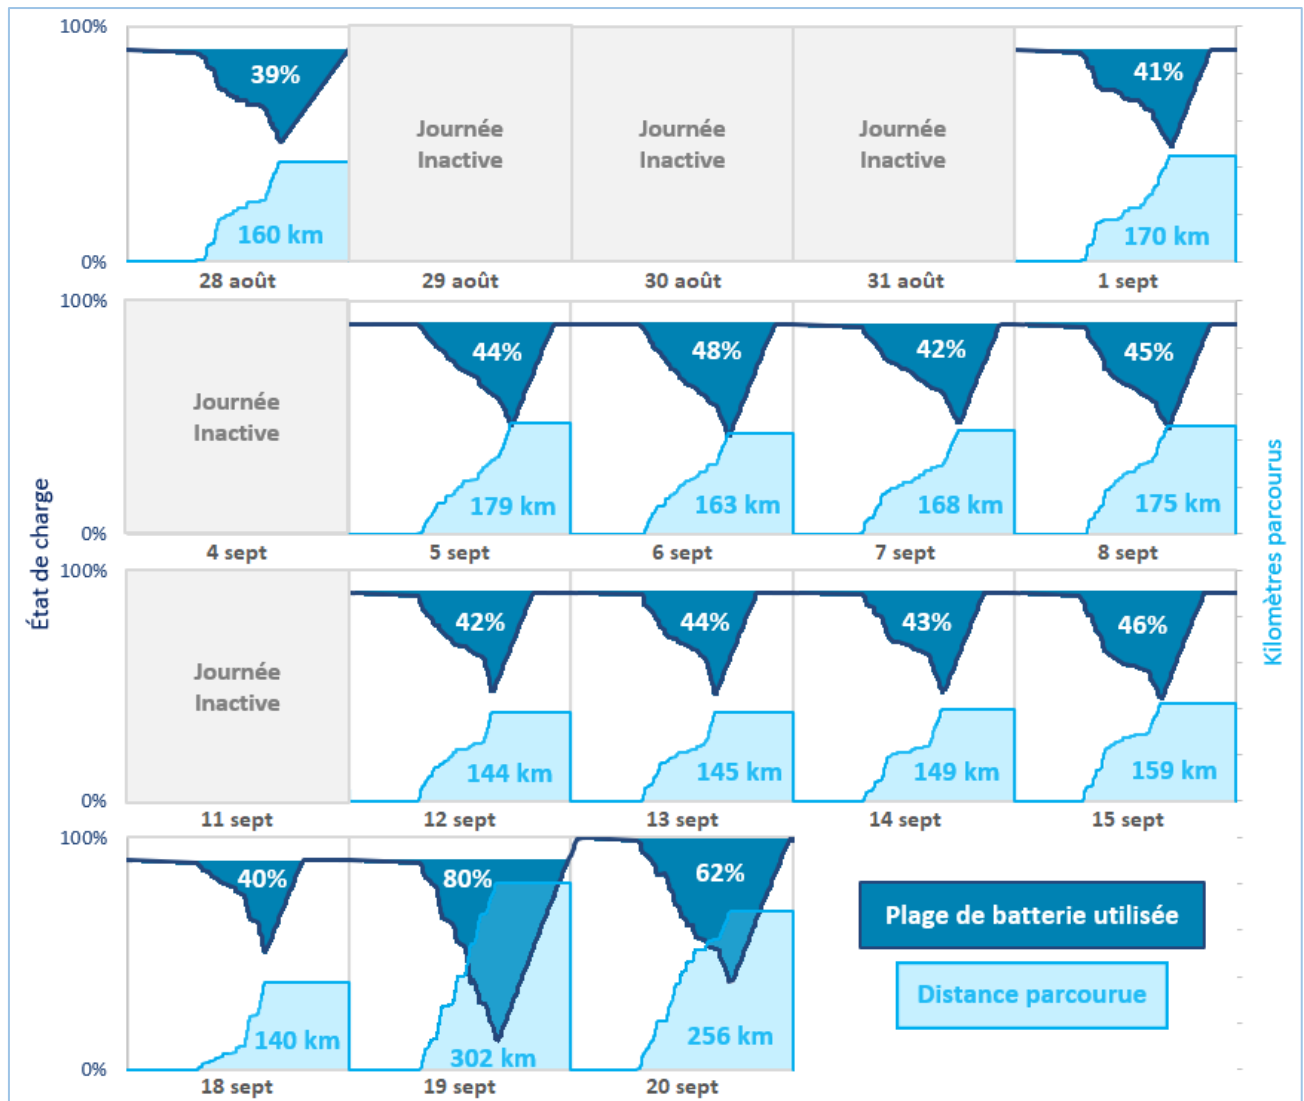 100%
39%
Journée
Inactive
Journée
Inactive
Journée
Inactive
41%
160 km
170 km
0%
28 août
29 août
30 août
31 août
1 sept
100%
Journée
Inactive
44%
48%
42%
45%
179 km
163 km
168 km
175 km
0%
4 sept
5 sept
6 sept
7 sept
8 sept
État de charge
Kilomètres parcourus
100%
Journée
Inactive
42%
44%
43%
46%
144 km
145 km
149 km
159 km
0%
11 sept
12 sept
13 sept
14 sept
15 sept
100%
40%
80%
62%
Plage de batterie utilisée
Distance parcourue
140 km
302 km
256 km
0%
18 sept
19 sept
20 sept